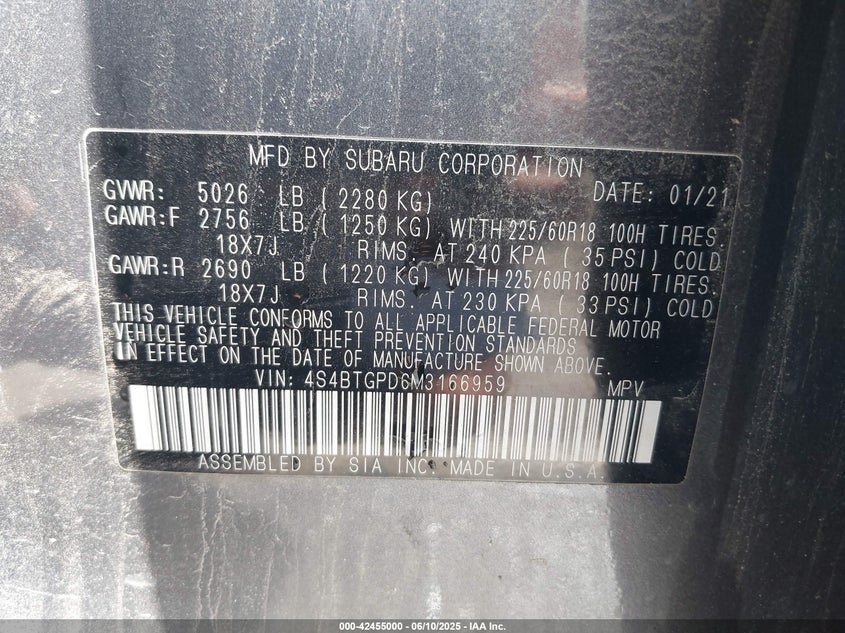 MFD BY SUBARU CORPORATION
GVWR: 5026 LB ( 2280 KG) DATE: 01/21
GAWR:F 2756 LB ( 1250 KG) WITH 225/60R18 100H TIRES.
18X7J RIMS. AT 240 KPA ( 35 PSI) COLD
GAWR:R 2690 LB ( 1220 KG) WITH 225/60R18 100H TIRES.
18X7J RIMS. AT 230 KPA ( 33 PSI) COLD
THIS VEHICLE CONFORMS TO ALL APPLICABLE FEDERAL MOTOR
VEHICLE SAFETY AND THEFT PREVENTION STANDARDS
IN EFFECT ON THE DATE OF MANUFACTURE SHOWN ABOVE.
VIN: 4S4BTGPD6M3166959 MPV
ASSEMBLED BY SIA INC. MADE IN U.S.A.
000-42455000 - 06/10/2025 - IAA Inc.